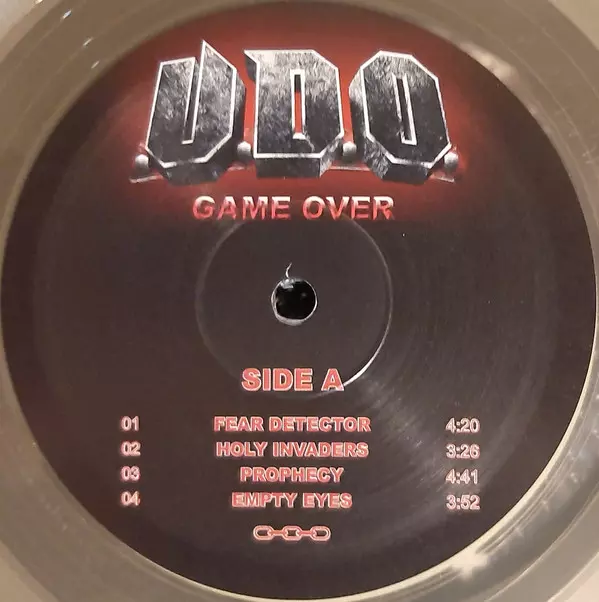 U.D.O.
GAME OVER
SIDE A
01 FEAR DETECTOR 4:20
02 HOLY INVADERS 3:26
03 PROPHECY 4:41
04 EMPTY EYES 3:52